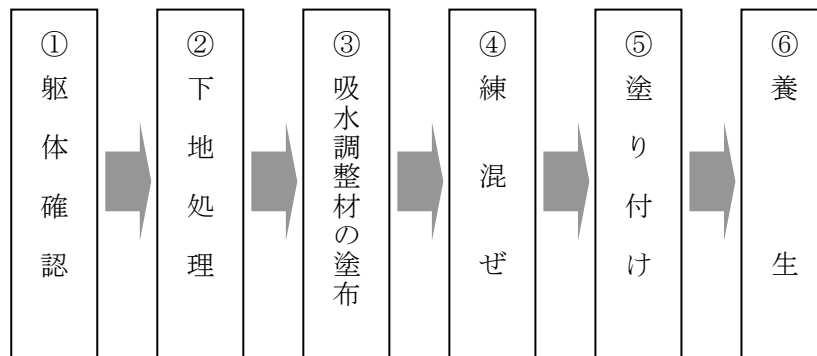 ①躯体確認
②下地処理
③吸水調整材の塗布
④練混ぜ
⑤塗り付け
⑥養生